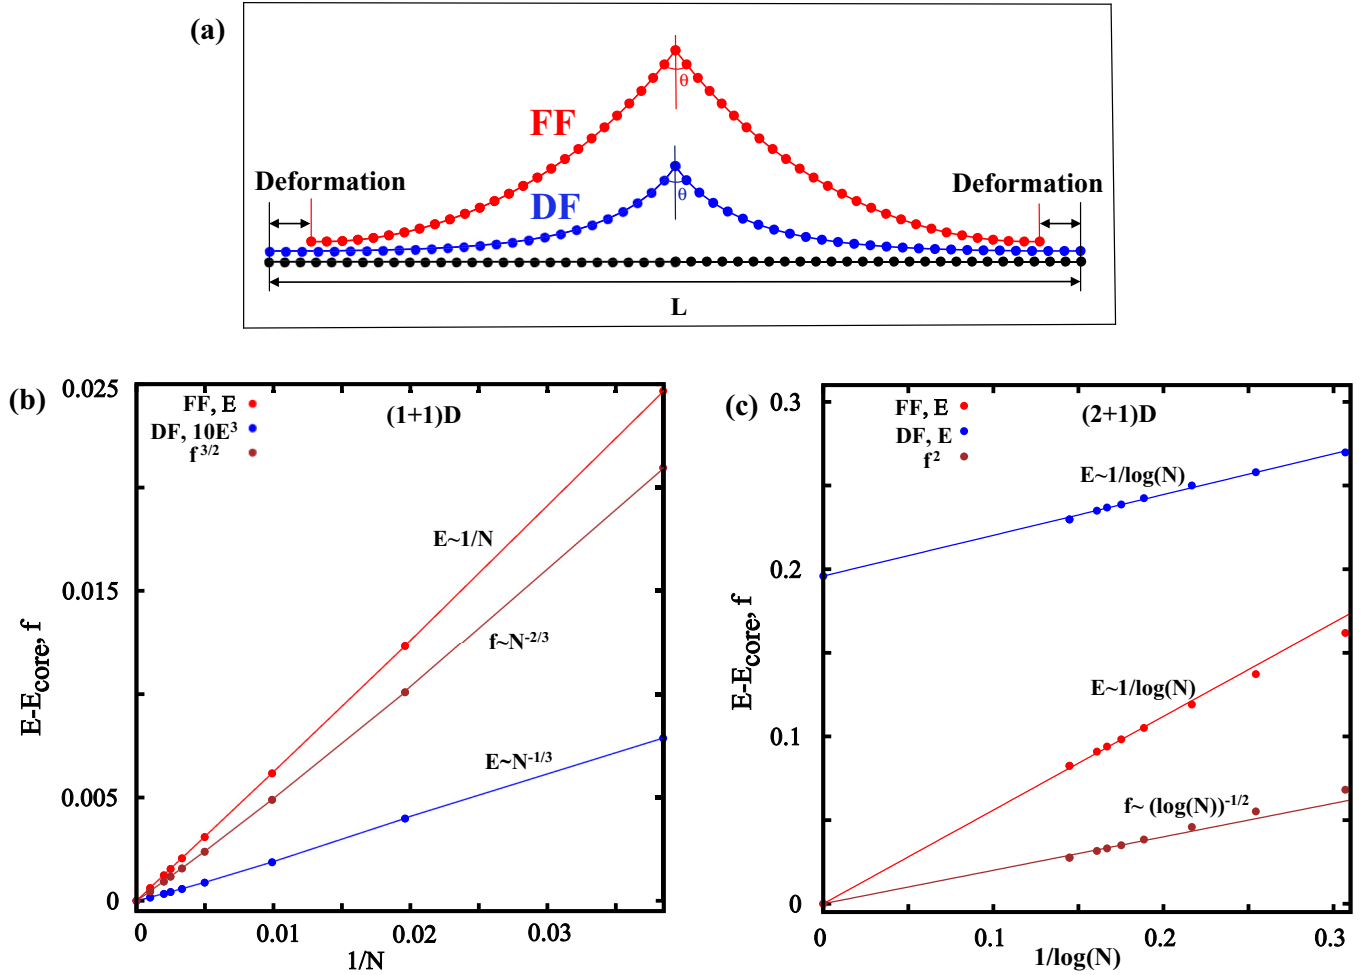 (a)
θ
FF
Deformation
Deformation
DF
θ
L
(b)
0.025
FF, E
DF, 10E³
f³ᐟ²
(1+1)D
E~1/N
0.015
f~N⁻²ᐟ³
E-E_core, f
E~N⁻¹ᐟ³
0.005
0
0
0.01
0.02
0.03
1/N
(c)
0.3
FF, E
DF, E
f²
(2+1)D
E~1/log(N)
0.2
E-E_core, f
E~1/log(N)
0.1
f~ (log(N))⁻¹ᐟ²
0
0
0.1
0.2
0.3
1/log(N)